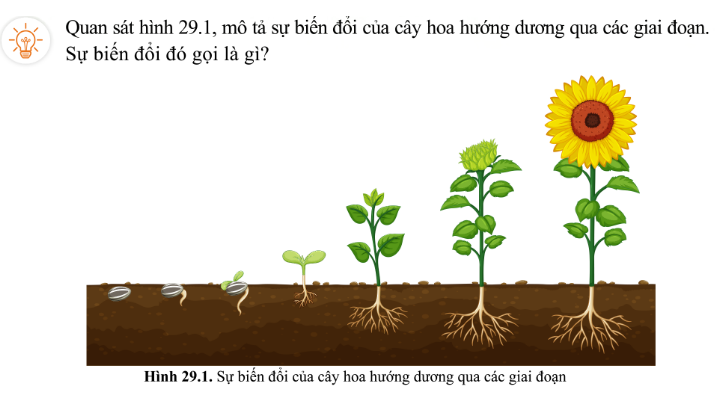 Quan sát hình 29.1, mô tả sự biến đổi của cây hoa hướng dương qua các giai đoạn.
Sự biến đổi đó gọi là gì?
Hình 29.1. Sự biến đổi của cây hoa hướng dương qua các giai đoạn